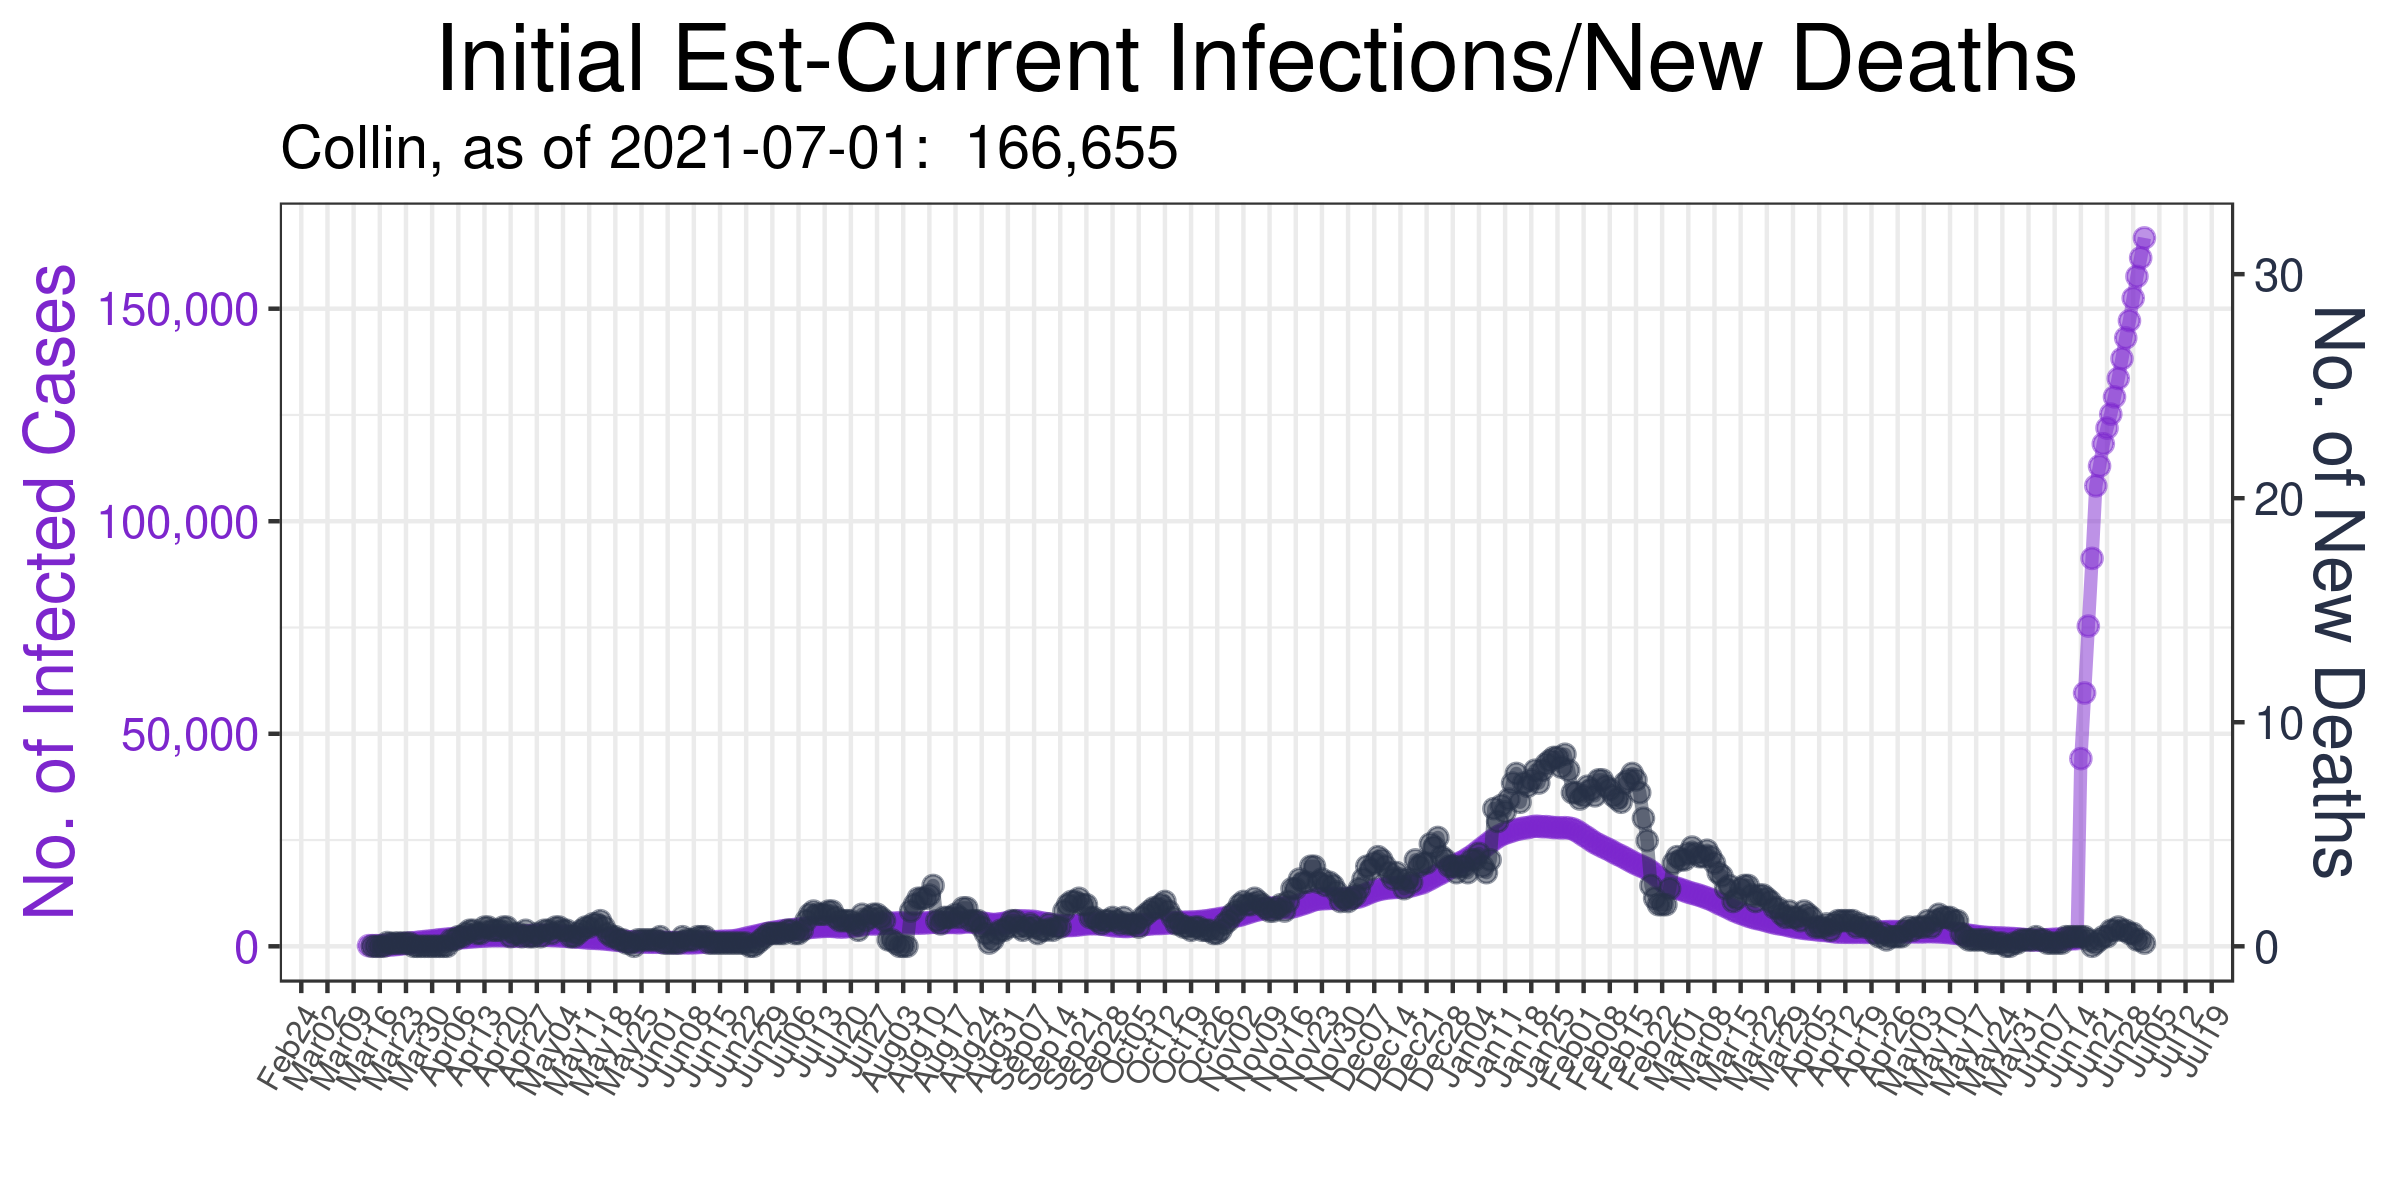 Initial Est-Current Infections/New Deaths
Collin, as of 2021-07-01:  166,655
No. of Infected Cases
150,000
100,000
50,000
0
30
20
10
0
No. of New Deaths
Feb24
Mar02
Mar09
Mar16
Mar23
Mar30
Apr06
Apr13
Apr20
Apr27
May04
May11
May18
May25
Jun01
Jun08
Jun15
Jun22
Jun29
Jul06
Jul13
Jul20
Jul27
Aug03
Aug10
Aug17
Aug24
Aug31
Sep07
Sep14
Sep21
Sep28
Oct05
Oct12
Oct19
Oct26
Nov02
Nov09
Nov16
Nov23
Nov30
Dec07
Dec14
Dec21
Dec28
Jan04
Jan11
Jan18
Jan25
Feb01
Feb08
Feb15
Feb22
Mar01
Mar08
Mar15
Mar22
Mar29
Apr05
Apr12
Apr19
Apr26
May03
May10
May17
May24
May31
Jun07
Jun14
Jun21
Jun28
Jul05
Jul12
Jul19